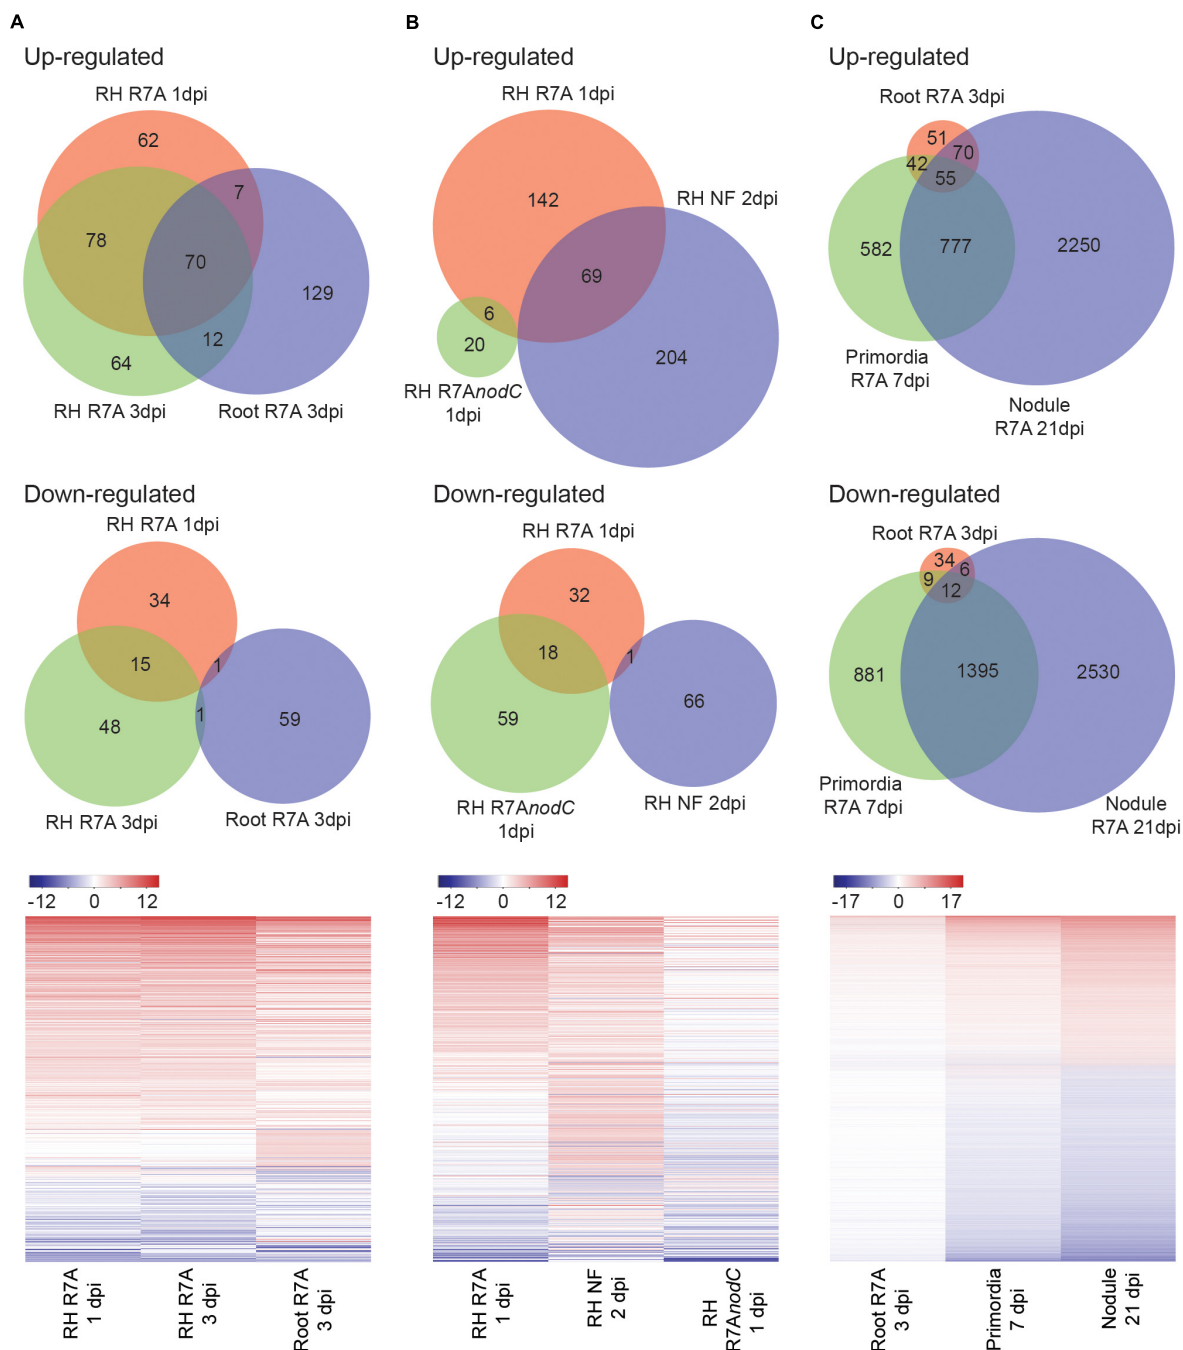 A
Up-regulated
RH R7A 1dpi
62
7
78
70
129
12
64
RH R7A 3dpi
Root R7A 3dpi
Down-regulated
RH R7A 1dpi
34
15
1
1
48
59
RH R7A 3dpi
Root R7A 3dpi
-12 0 12
RH R7A
1 dpi
RH R7A
3 dpi
Root R7A
3 dpi
B
Up-regulated
RH R7A 1dpi
142
RH NF 2dpi
69
6
20
204
RH R7AnodC
1dpi
Down-regulated
RH R7A 1dpi
32
18
1
59
66
RH R7AnodC
1dpi
RH NF 2dpi
-12 0 12
RH R7A
1 dpi
RH NF
2 dpi
RH
R7AnodC
1 dpi
C
Up-regulated
Root R7A 3dpi
51
42
70
55
582
777
2250
Primordia
R7A 7dpi
Nodule
R7A 21dpi
Down-regulated
Root R7A 3dpi
34
9
6
12
881
1395
2530
Primordia
R7A 7dpi
Nodule
R7A 21dpi
-17 0 17
Root R7A
3 dpi
Primordia
7 dpi
Nodule
21 dpi